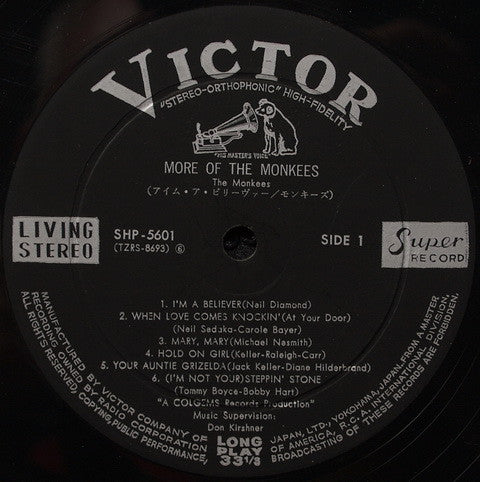 VICTOR
"STEREO-ORTHOPHONIC" HIGH-FIDELITY
"HIS MASTER'S VOICE"
MORE OF THE MONKEES
The Monkees
(アイム・ア・ビリーヴァー/モンキーズ)
LIVING
STEREO
SHP-5601
(TZRS-8693) ⑥
SIDE 1
Super
RECORD
1. I'M A BELIEVER(Neil Diamond)
2. WHEN LOVE COMES KNOCKIN'(At Your Door)
(Neil Sedaka-Carole Bayer)
3. MARY, MARY(Michael Nesmith)
4. HOLD ON GIRL(Keller-Raleigh-Carr)
5. YOUR AUNTIE GRIZELDA(Jack Keller-Diane Hilderbrand)
6. (I'M NOT YOUR)STEPPIN' STONE
(Tommy Boyce-Bobby Hart)
"A COLGEMS Records Production"
Music Supervision:
Don Kirshner
LONG
PLAY
33 1/3
MANUFACTURED BY VICTOR COMPANY OF JAPAN, LTD., YOKOHAMA, JAPAN. FROM A MASTER
RECORDING OWNED BY RADIO CORPORATION OF AMERICA, R.C.A. INTERNATIONAL DIVISION,
ALL RIGHTS RESERVED COPYING, PUBLIC PERFORMANCE, BROADCASTING OF THESE RECORDS ARE FORBIDDEN.